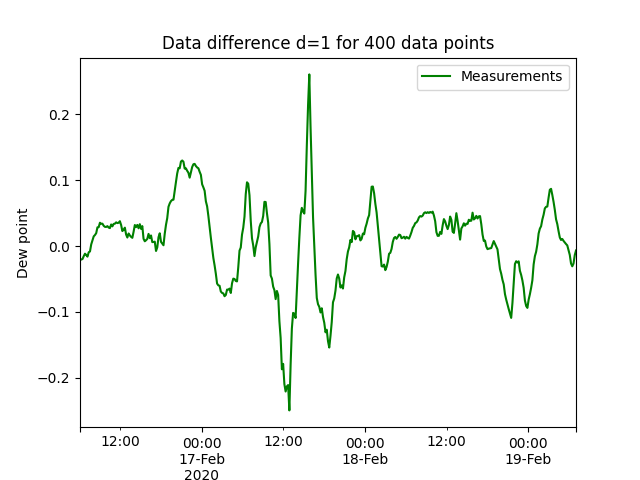 Data difference d=1 for 400 data points
Measurements
Dew point
0.2
0.1
0.0
−0.1
−0.2
12:00
00:00
17-Feb
2020
12:00
00:00
18-Feb
12:00
00:00
19-Feb